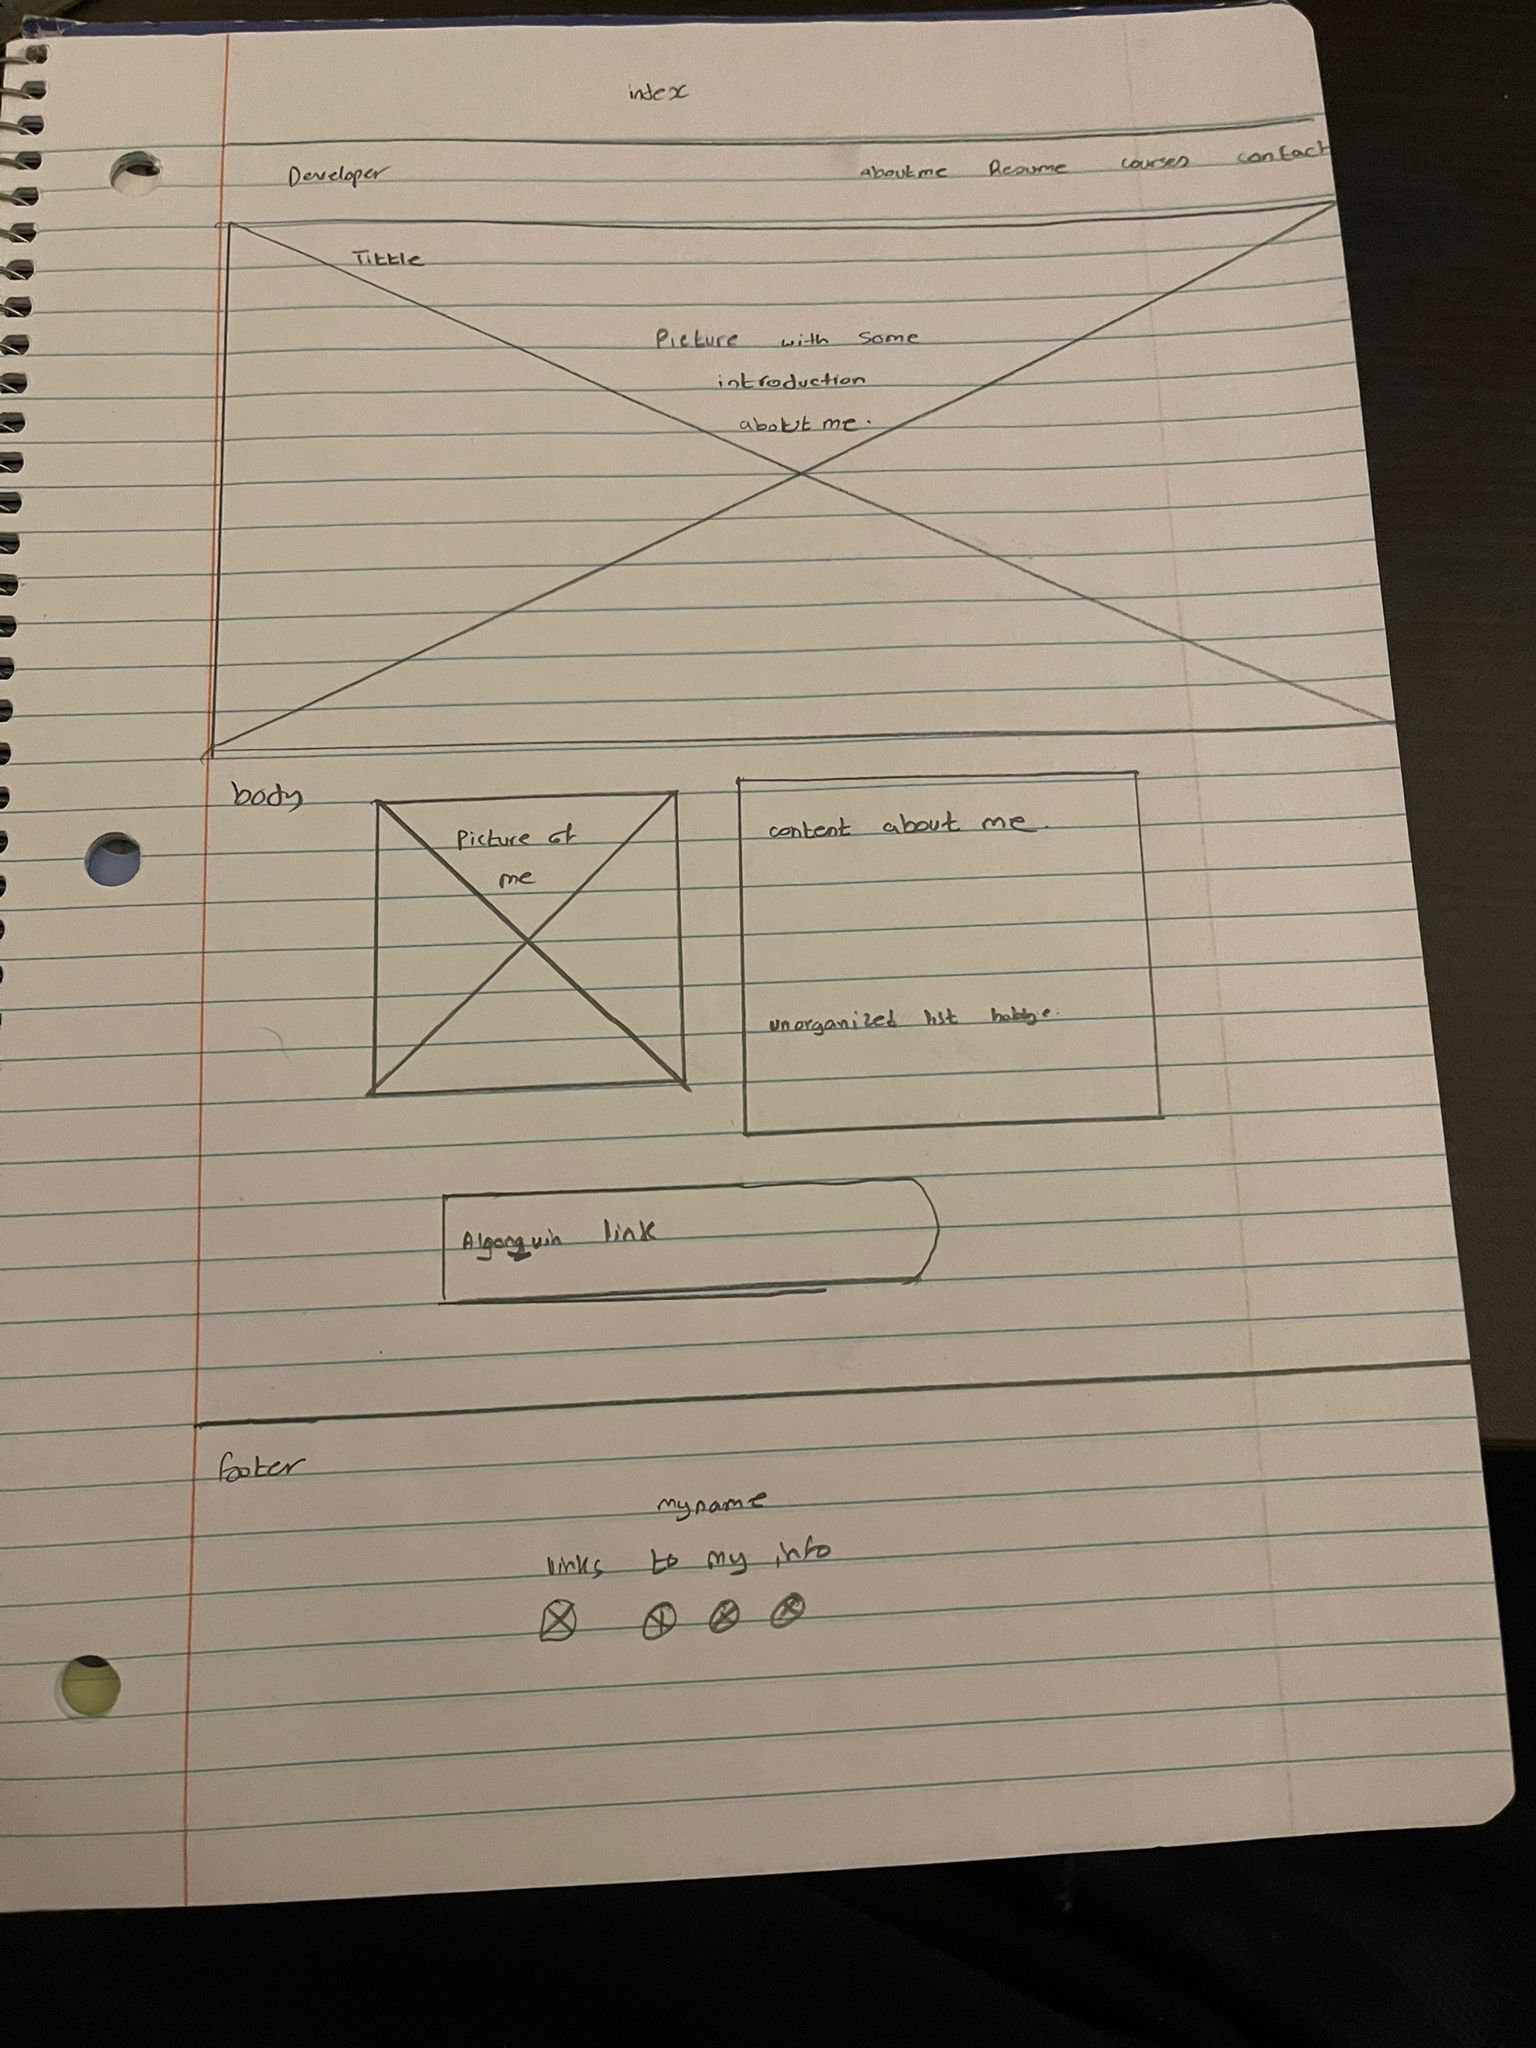 index
Developer aboutme Resume courses contact
Tittle
Picture with some
introduction
about me.
body
Picture of
me
content about me.
unorganized list
Algonquin link
footer
myname
links to my info